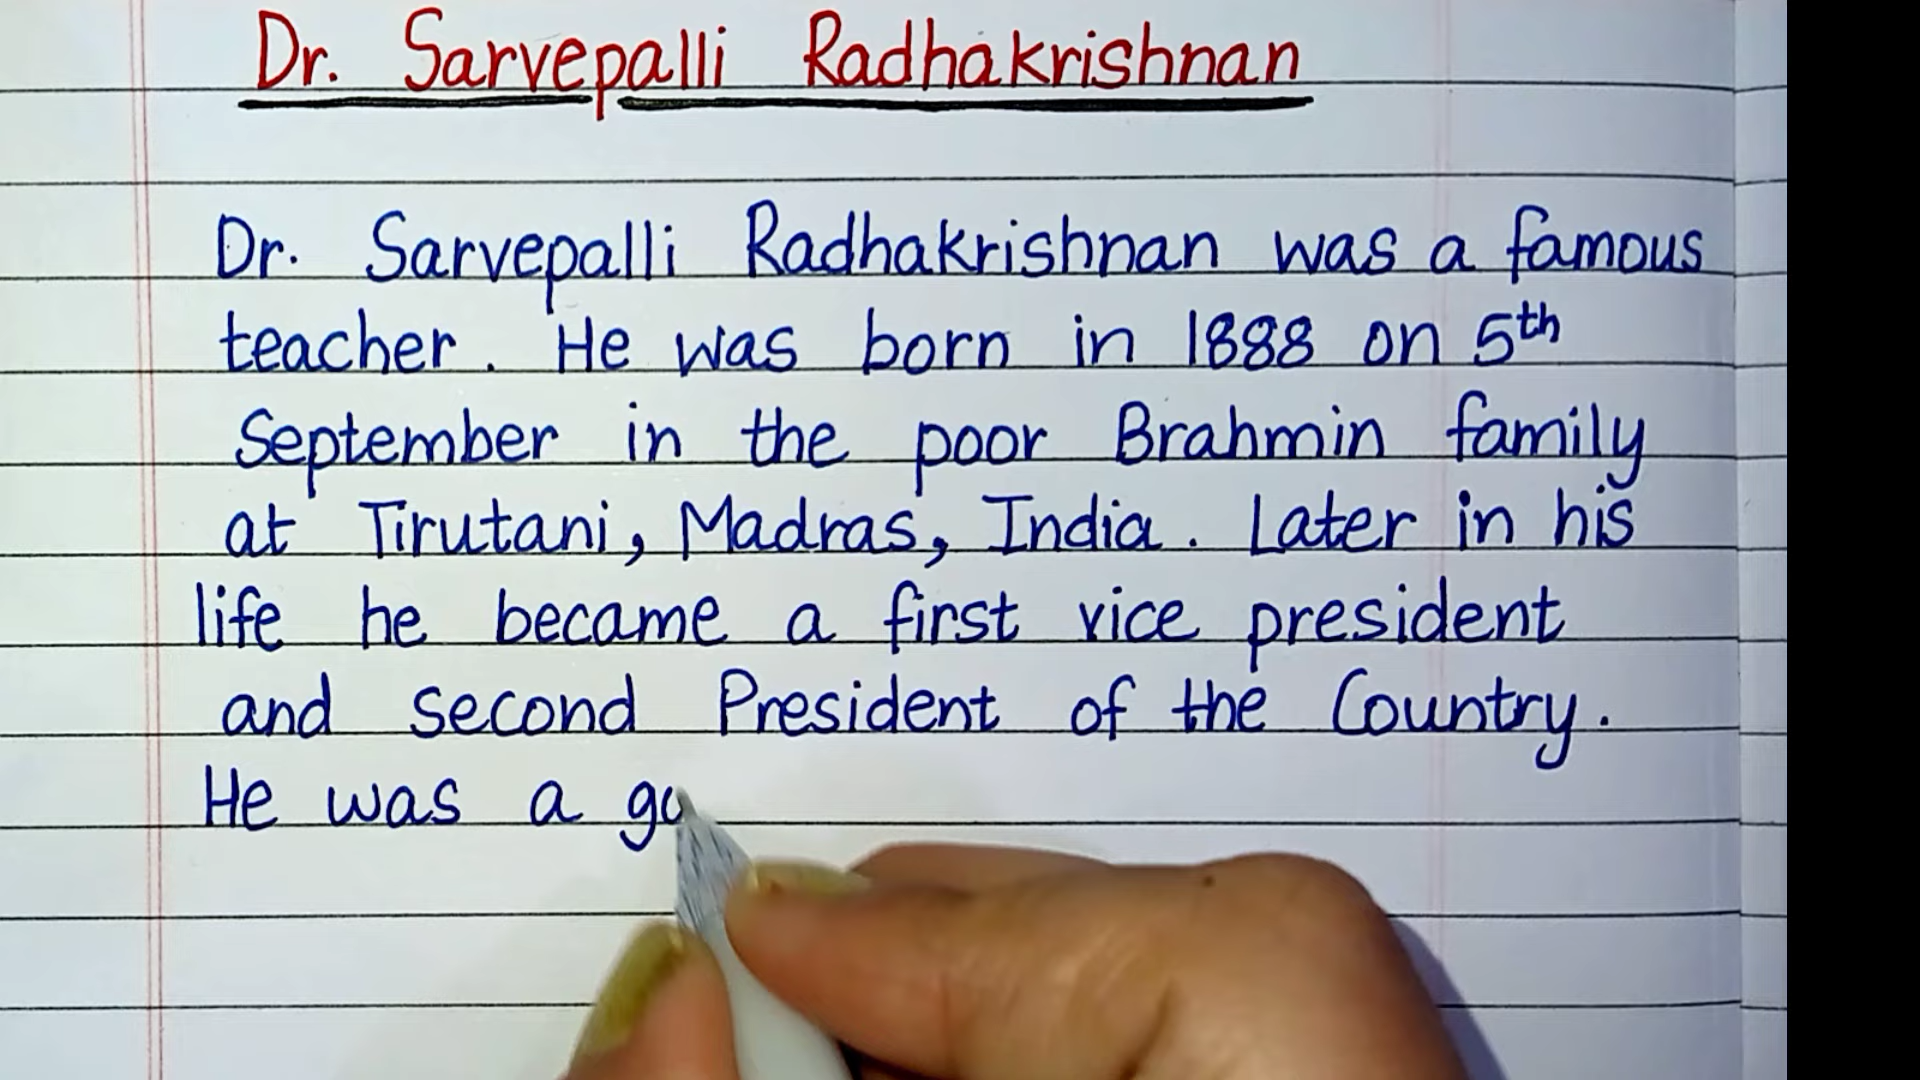 Dr. Sarvepalli Radhakrishnan
Dr. Sarvepalli Radhakrishnan was a famous
teacher. He was born in 1888 on 5th
September in the poor Brahmin family
at Tirutani, Madras, India. Later in his
life he became a first vice president
and second President of the Country.
He was a